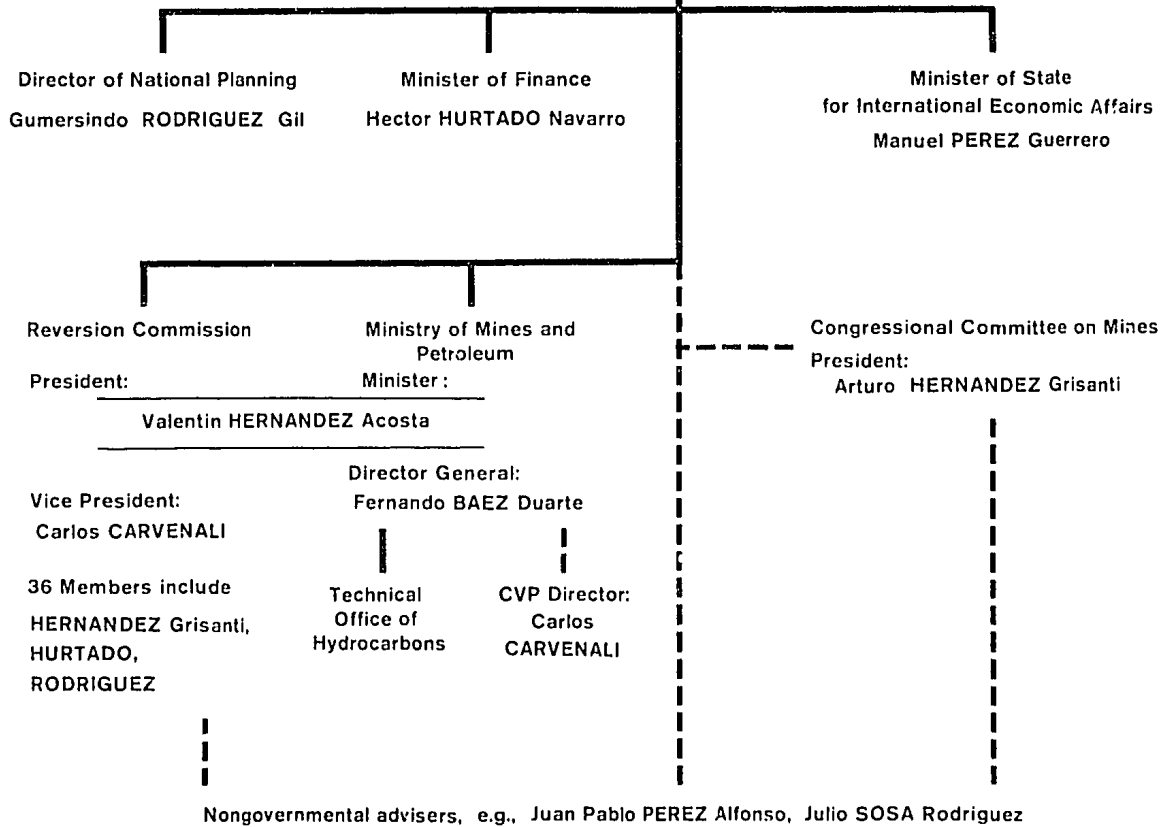 Director of National Planning
Gumersindo RODRIGUEZ Gil
Minister of Finance
Hector HURTADO Navarro
Minister of State
for International Economic Affairs
Manuel PEREZ Guerrero
Reversion Commission
President:
Ministry of Mines and
Petroleum
Minister:
Valentin HERNANDEZ Acosta
Vice President:
Carlos CARVENALI
36 Members include
HERNANDEZ Grisanti,
HURTADO,
RODRIGUEZ
Director General:
Fernando BAEZ Duarte
Technical
Office of
Hydrocarbons
CVP Director:
Carlos
CARVENALI
Congressional Committee on Mines
President:
Arturo HERNANDEZ Grisanti
Nongovernmental advisers, e.g., Juan Pablo PEREZ Alfonso, Julio SOSA Rodriguez